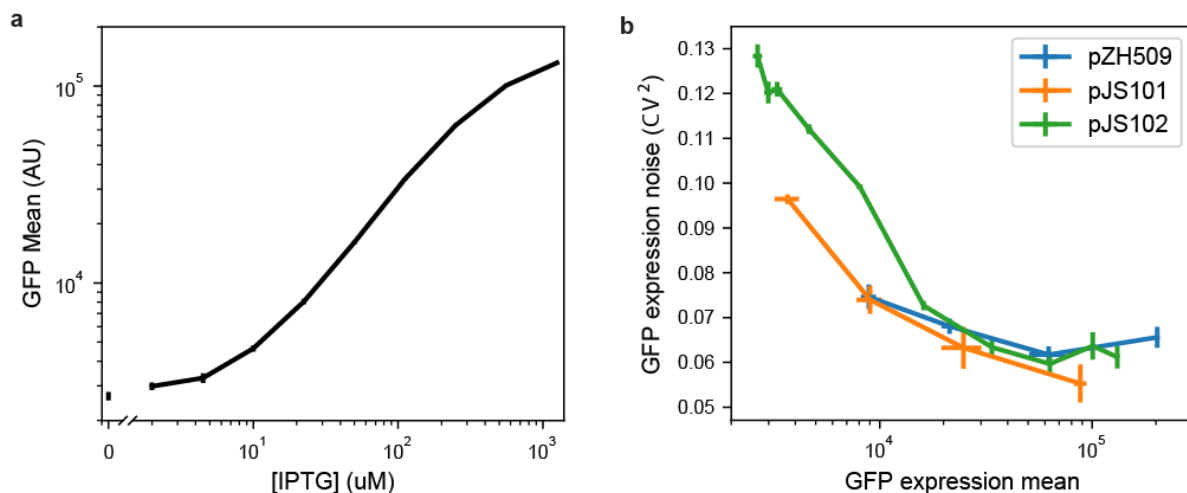 a
GFP Mean (AU)
10^5
10^4
0
10^1
10^2
10^3
[IPTG] (uM)
b
GFP expression noise (CV^2)
0.13
0.12
0.11
0.10
0.09
0.08
0.07
0.06
0.05
pZH509
pJS101
pJS102
10^4
10^5
GFP expression mean